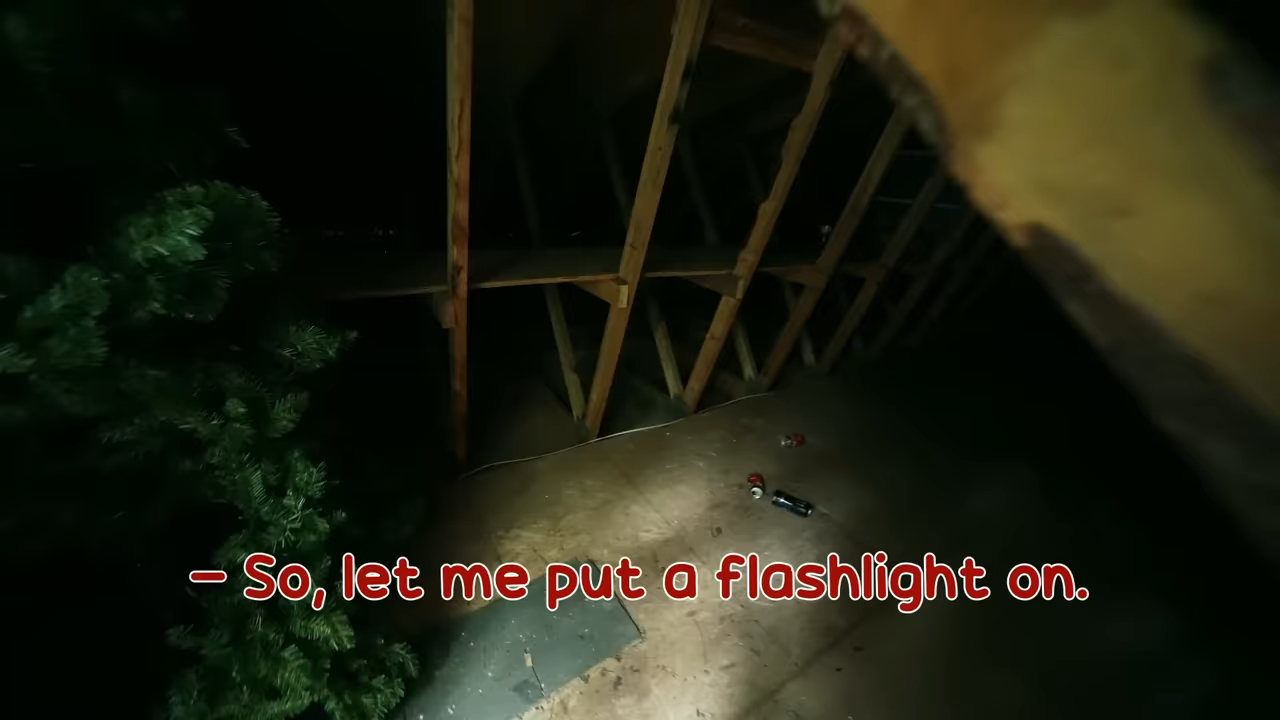 – So, let me put a flashlight on.